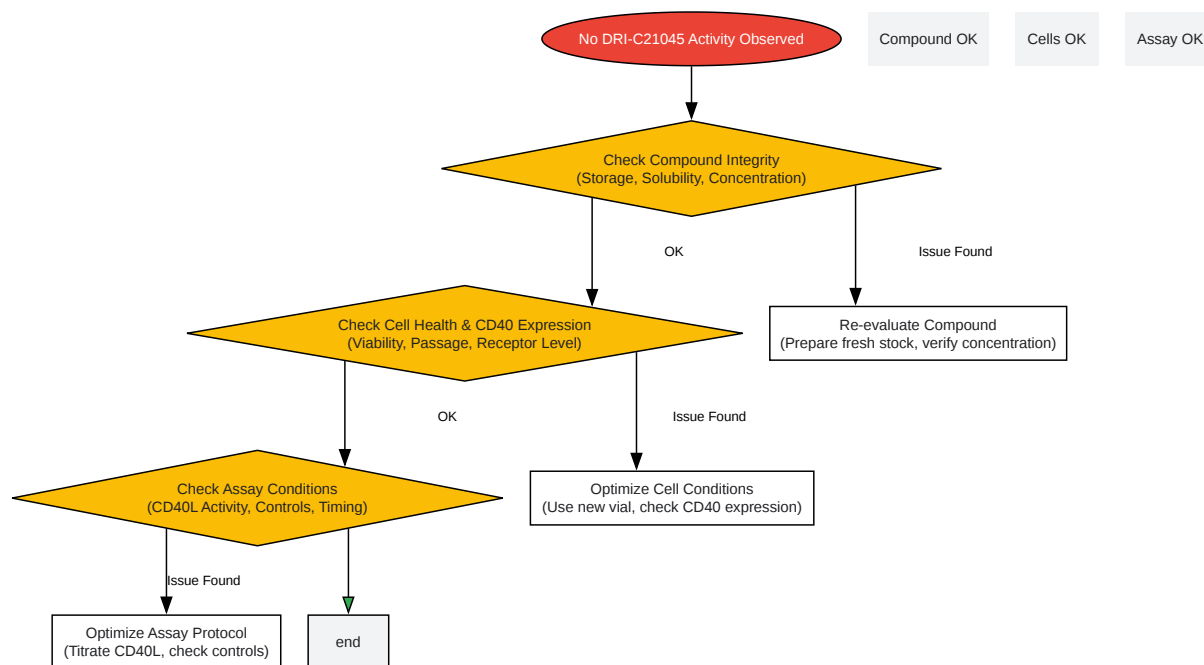 No DRI-C21045 Activity Observed
Compound OK
Cells OK
Assay OK
Check Compound Integrity
(Storage, Solubility, Concentration)
OK
Issue Found
Check Cell Health & CD40 Expression
(Viability, Passage, Receptor Level)
Re-evaluate Compound
(Prepare fresh stock, verify concentration)
OK
Issue Found
Check Assay Conditions
(CD40L Activity, Controls, Timing)
Optimize Cell Conditions
(Use new vial, check CD40 expression)
Issue Found
Optimize Assay Protocol
(Titrate CD40L, check controls)
end